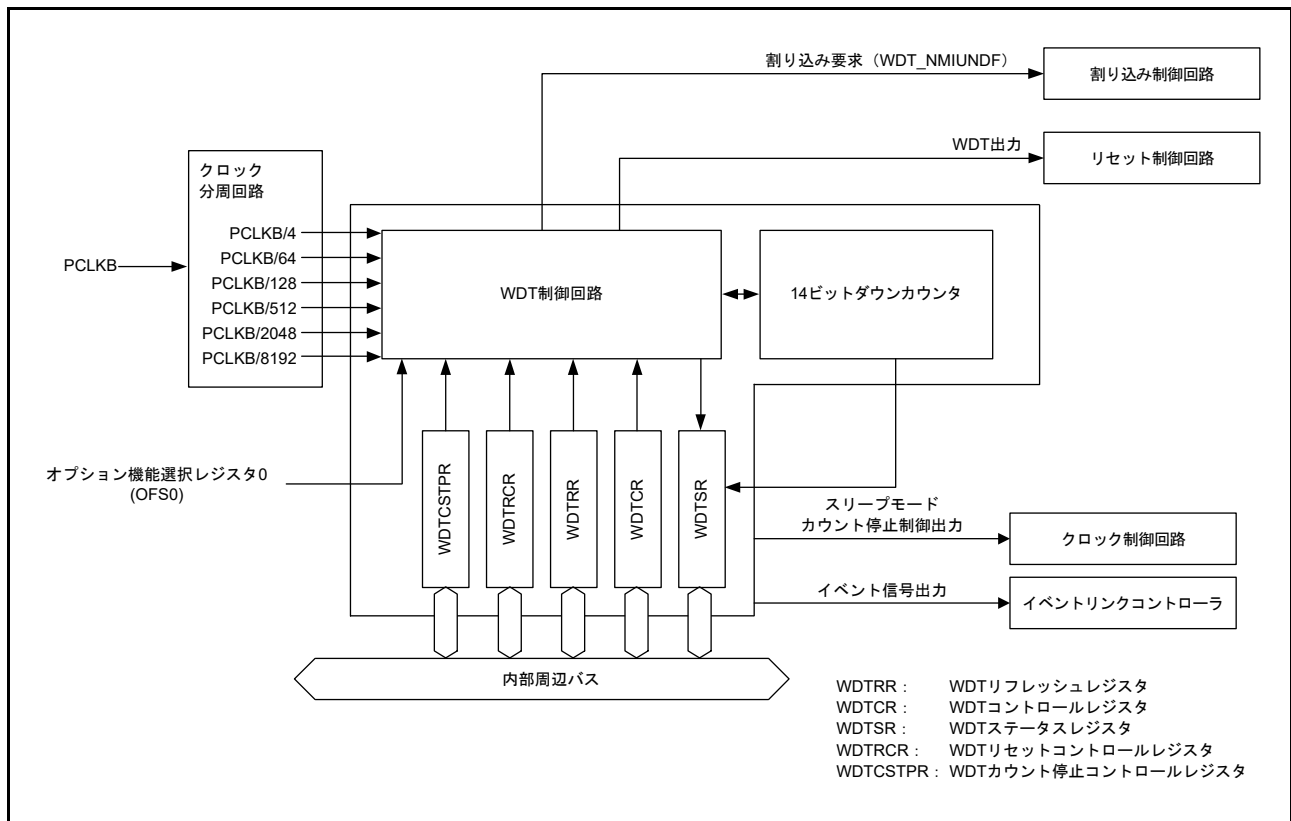 割り込み要求（WDT_NMIUNDF）
割り込み制御回路
WDT出力
リセット制御回路
クロック
分周回路
PCLKB
PCLKB/4
PCLKB/64
PCLKB/128
PCLKB/512
PCLKB/2048
PCLKB/8192
WDT制御回路
14ビットダウンカウンタ
オプション機能選択レジスタ0
(OFS0)
WDTCSTPR
WDTRCR
WDTRR
WDTCR
WDTSR
スリープモード
カウント停止制御出力
クロック制御回路
イベント信号出力
イベントリンクコントローラ
内部周辺バス
WDTRR： WDTリフレッシュレジスタ
WDTCR： WDTコントロールレジスタ
WDTSR： WDTステータスレジスタ
WDTRCR： WDTリセットコントロールレジスタ
WDTCSTPR： WDTカウント停止コントロールレジスタ